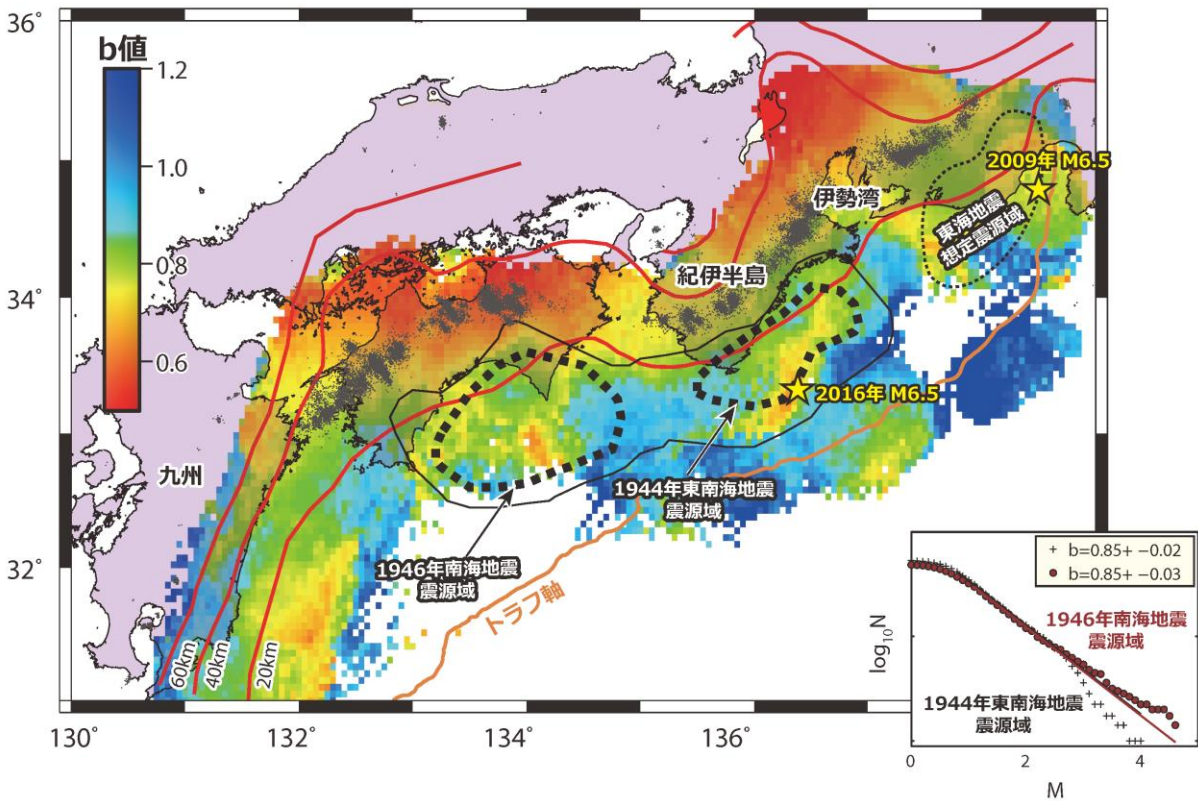 36°
34°
32°
130°
132°
134°
136°
b値
1.2
1.0
0.8
0.6
2009年 M6.5
伊勢湾
東海地震
想定震源域
紀伊半島
2016年 M6.5
九州
1944年東南海地震
震源域
1946年南海地震
震源域
トラフ軸
60km
40km
20km
+ b=0.85+ −0.02
● b=0.85+ −0.03
log₁₀N
1946年南海地震
震源域
1944年東南海地震
震源域
0
2
4
M